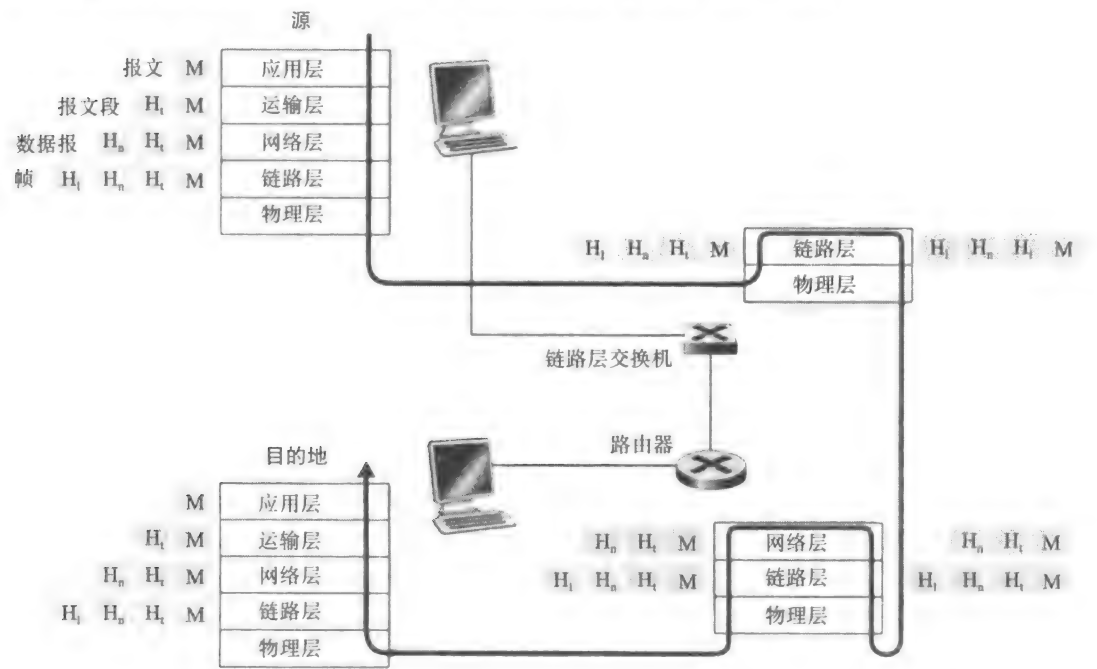 源
报文 M 应用层
报文段 Hₜ M 运输层
数据报 Hₙ Hₜ M 网络层
帧 Hₗ Hₙ Hₜ M 链路层
物理层
Hₗ Hₙ Hₜ M 链路层 Hₗ Hₙ Hₜ M
物理层
链路层交换机
路由器
目的地
M 应用层
Hₜ M 运输层
Hₙ Hₜ M 网络层
Hₗ Hₙ Hₜ M 链路层
物理层
Hₙ Hₜ M 网络层 Hₙ Hₜ M
Hₗ Hₙ Hₜ M 链路层 Hₗ Hₙ Hₜ M
物理层